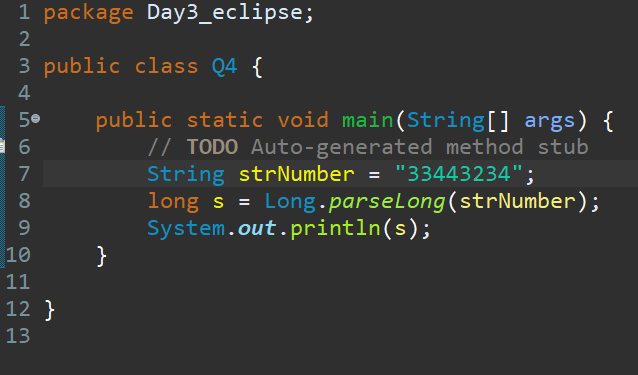 1 package Day3_eclipse;
2
3 public class Q4 {
4
5 public static void main(String[] args) {
6 // TODO Auto-generated method stub
7 String strNumber = "33443234";
8 long s = Long.parseLong(strNumber);
9 System.out.println(s);
10 }
11
12 }
13